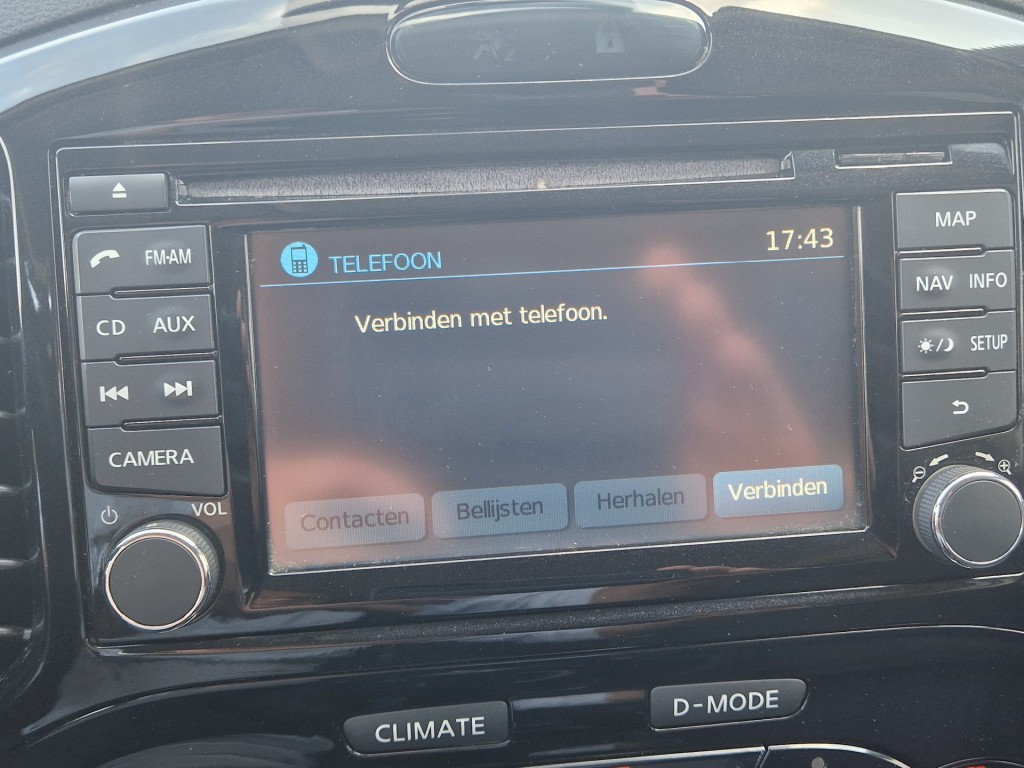 MAP
17:43
FM·AM
TELEFOON
NAV INFO
CD AUX
Verbinden met telefoon.
SETUP
CAMERA
Contacten Bellijsten Herhalen Verbinden
VOL
D-MODE
CLIMATE